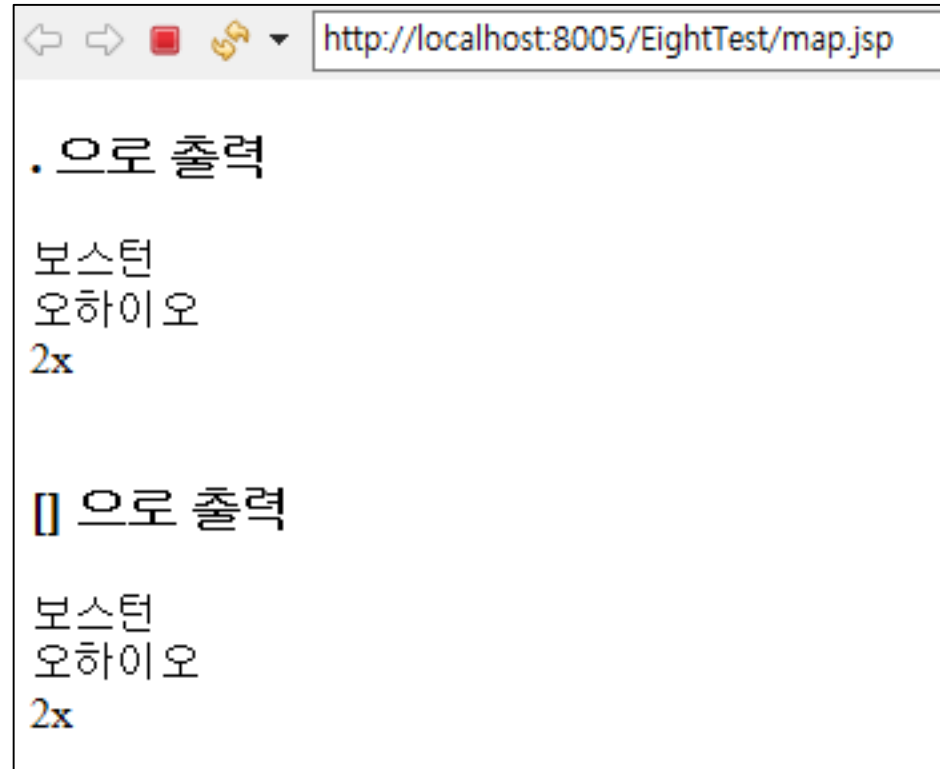 http://localhost:8005/EightTest/map.jsp
. 으로 출력
보스턴
오하이오
2x
[] 으로 출력
보스턴
오하이오
2x